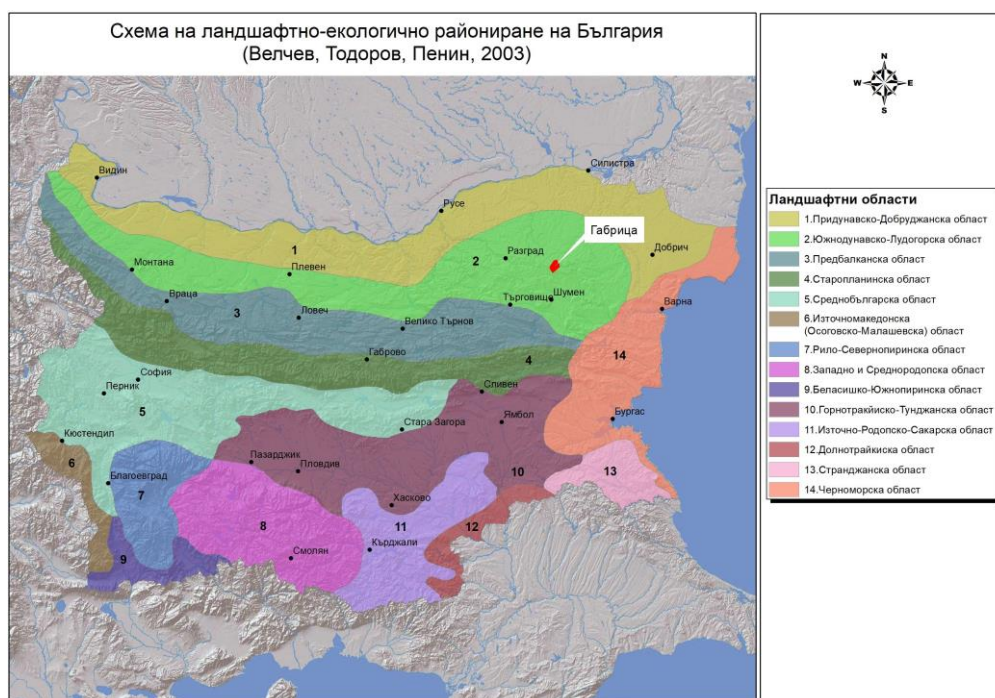 Схема на ландшафтно-екологично райониране на България
(Велчев, Тодоров, Пенин, 2003)
N
W E
S
Видин
Силистра
Русе
Габрица
1
2
Разград
Добрич
Монтана
Плевен
Враца
3
Ловеч
Търговище
Шумен
Варна
Велико Търнов
Габрово
4
14
София
Перник
Сливен
5
Стара Загора
Ямбол
Бургас
Кюстендил
6
Пазарджик
Пловдив
10
13
Благоевград
7
Хасково
8
11
12
9
Смолян
Кърджали
Ландшафтни области
1.Придунавско-Добруджанска област
2.Южнодунавско-Лудогорска област
3.Предбалканска област
4.Старопланинска област
5.Среднобългарска област
6.Източномакедонска
(Осоговско-Малашевска) област
7.Рило-Севернопиринска област
8.Западно и Среднородопска област
9.Беласишко-Южнопиринска област
10.Горнотракийско-Тунджанска област
11.Източно-Родопско-Сакарска област
12.Долнотрайкиска област
13.Странджанска област
14.Черноморска област